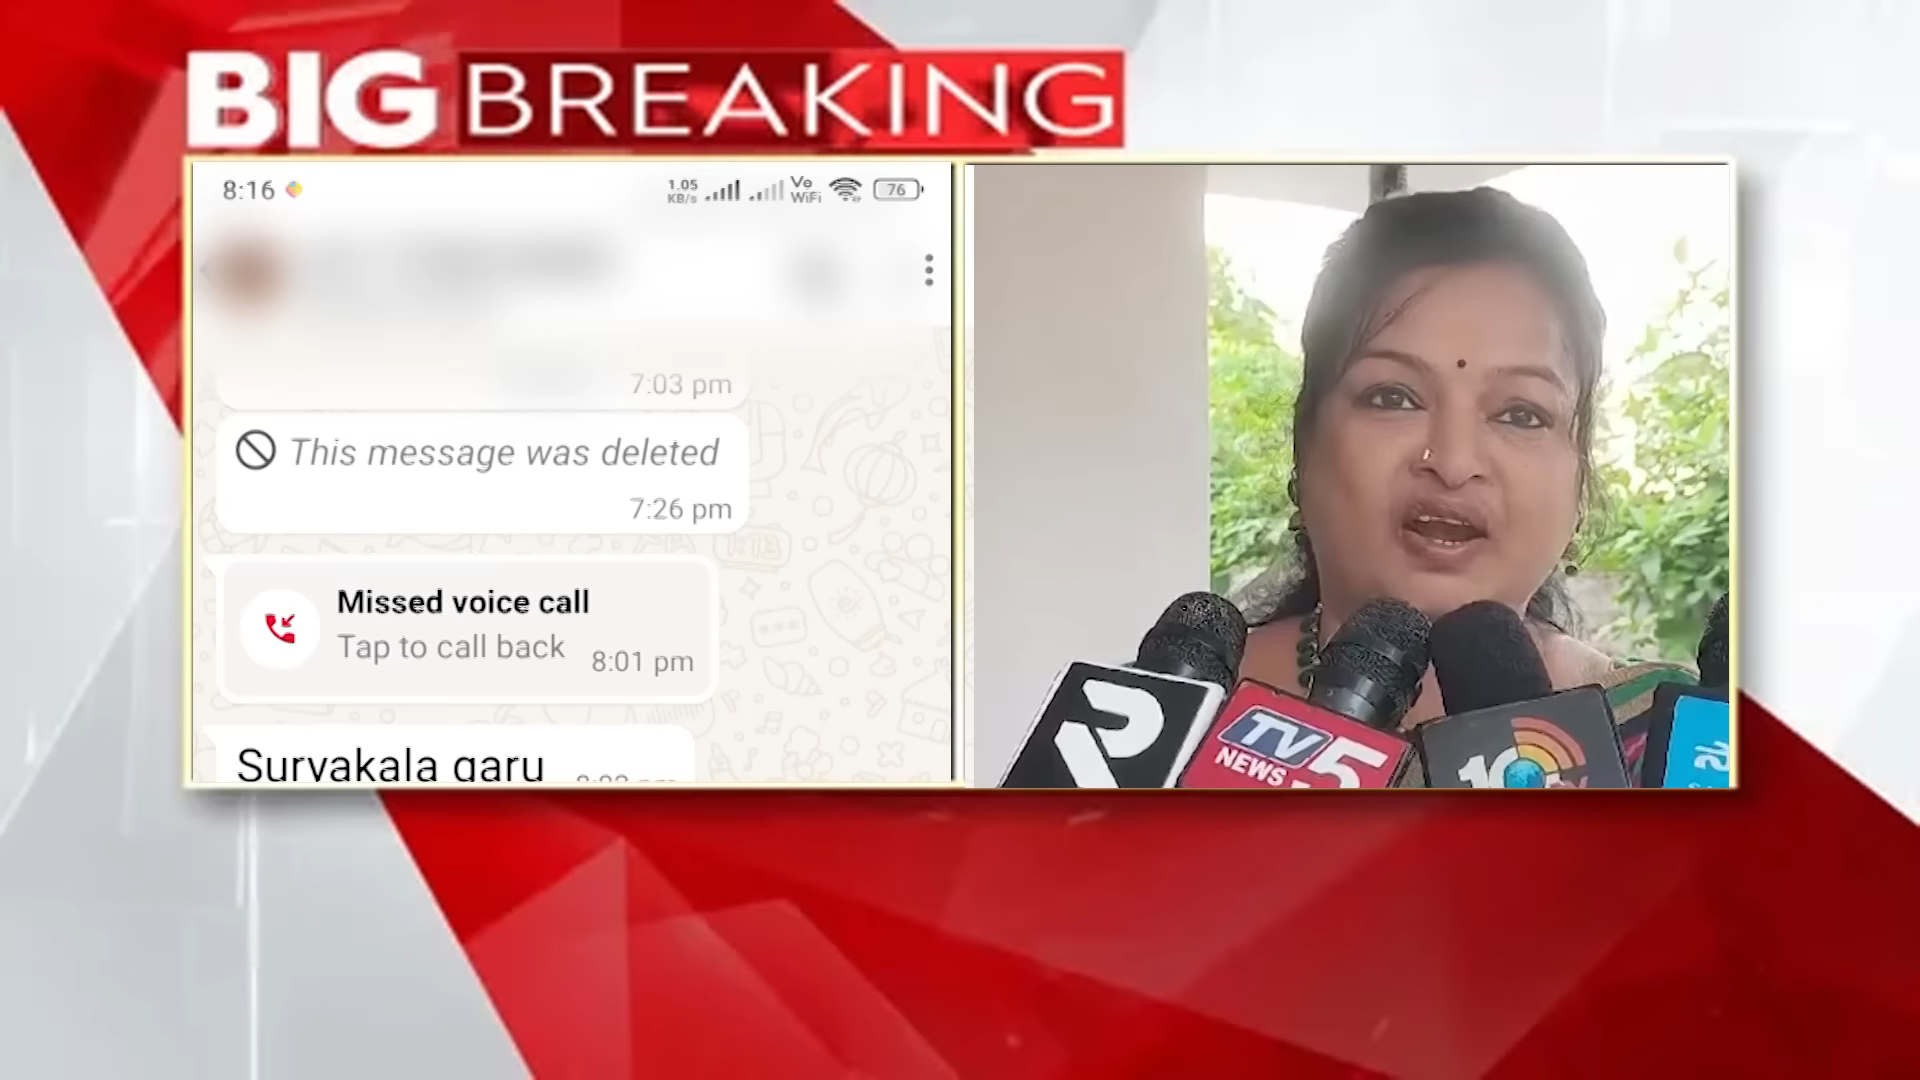 BIG BREAKING
8:16
1.05
KB/s
Vo
WiFi
76
7:03 pm
This message was deleted
7:26 pm
Missed voice call
Tap to call back
8:01 pm
Suryakala garu
TV5
NEWS
10TV